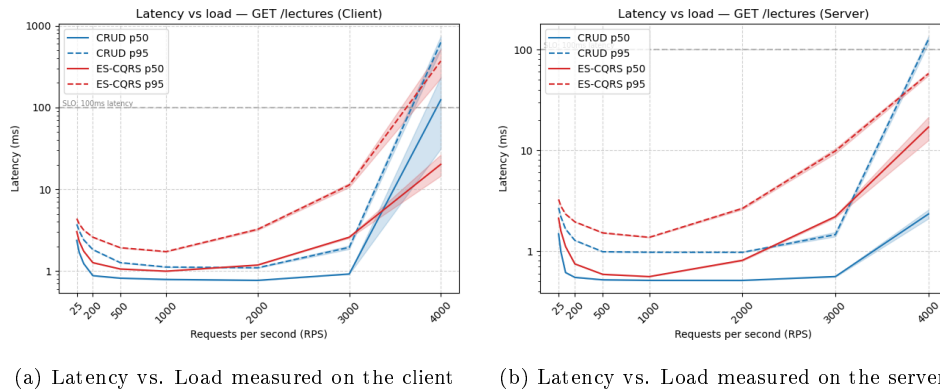 Latency vs load — GET /lectures (Client)
1000
100
10
1
Latency (ms)
CRUD p50
CRUD p95
ES-CQRS p50
ES-CQRS p95
SLO: 100ms latency
25
200
500
1000
2000
3000
4000
Requests per second (RPS)
(a) Latency vs. Load measured on the client
Latency vs load — GET /lectures (Server)
100
10
1
Latency (ms)
CRUD p50
CRUD p95
ES-CQRS p50
ES-CQRS p95
25
200
500
1000
2000
3000
4000
Requests per second (RPS)
(b) Latency vs. Load measured on the server